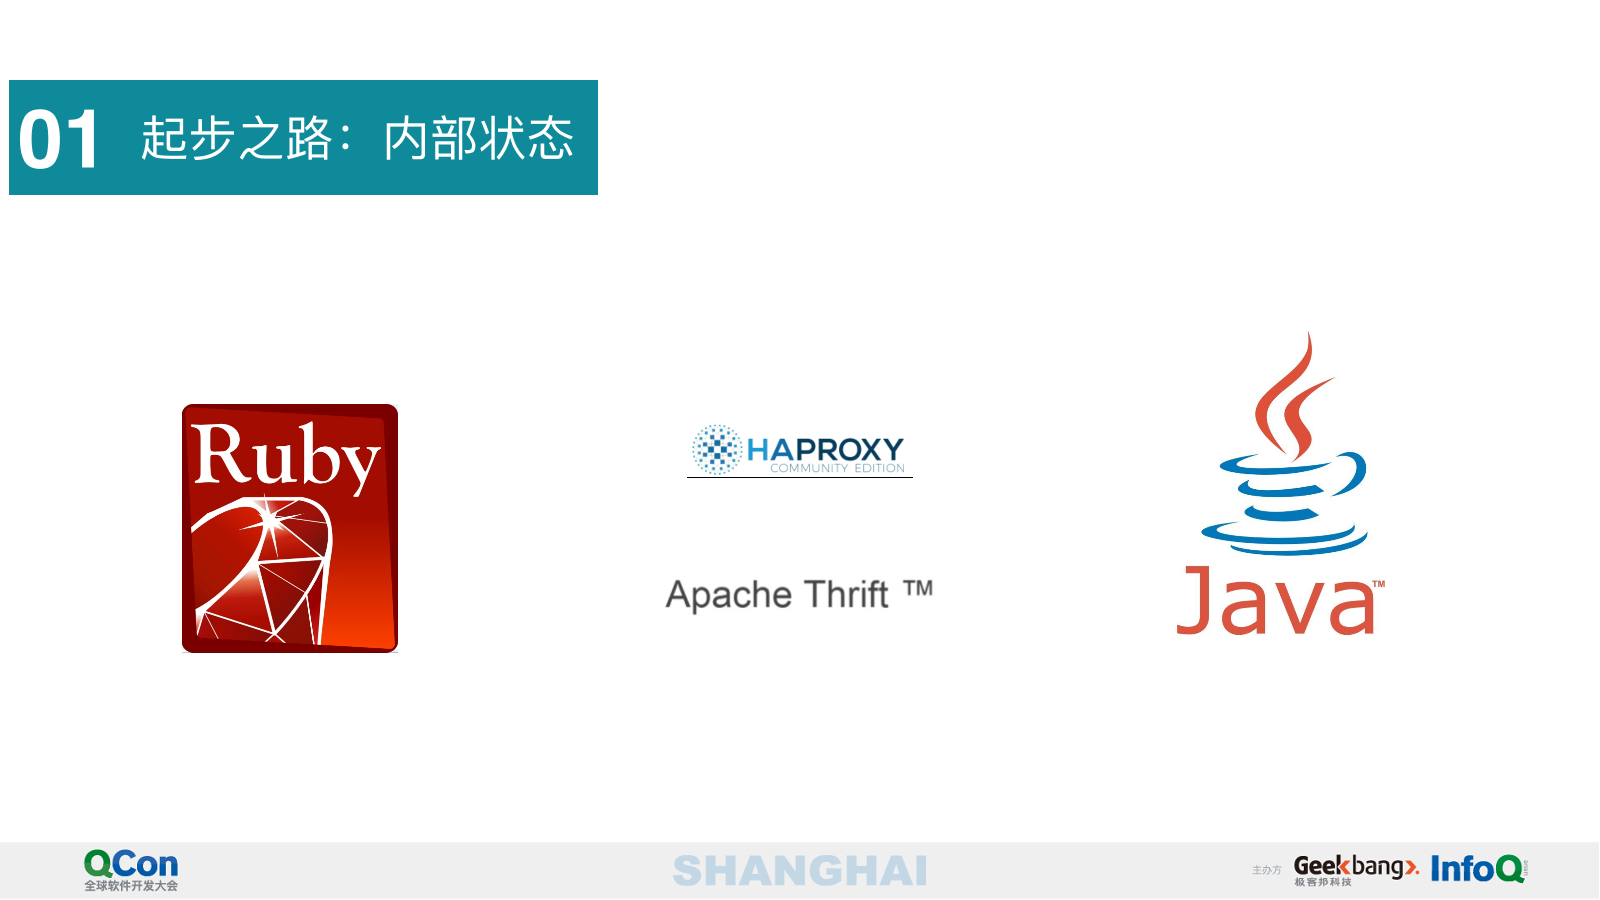 01 起步之路：内部状态
Ruby
HAPROXY
COMMUNITY EDITION
Apache Thrift ™
Java™
QCon
全球软件开发大会
SHANGHAI
主办方
Geekbang>.
极客邦科技
InfoQ